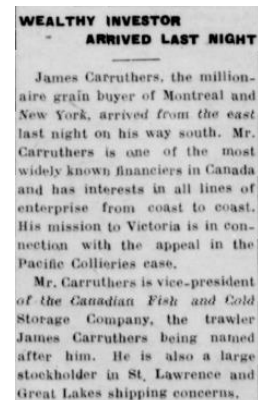 WEALTHY INVESTOR
ARRIVED LAST NIGHT
James Carruthers, the million-
aire grain buyer of Montreal and
New York, arrived from the east
last night on his way south. Mr.
Carruthers is one of the most
widely known financiers in Canada
and has interests in all lines of
enterprise from coast to coast.
His mission to Victoria is in con-
nection with the appeal in the
Pacific Collieries case.
Mr. Carruthers is vice-president
of the Canadian Fish and Cold
Storage Company, the trawler
James Carruthers being named
after him. He is also a large
stockholder in St. Lawrence and
Great Lakes shipping concerns.